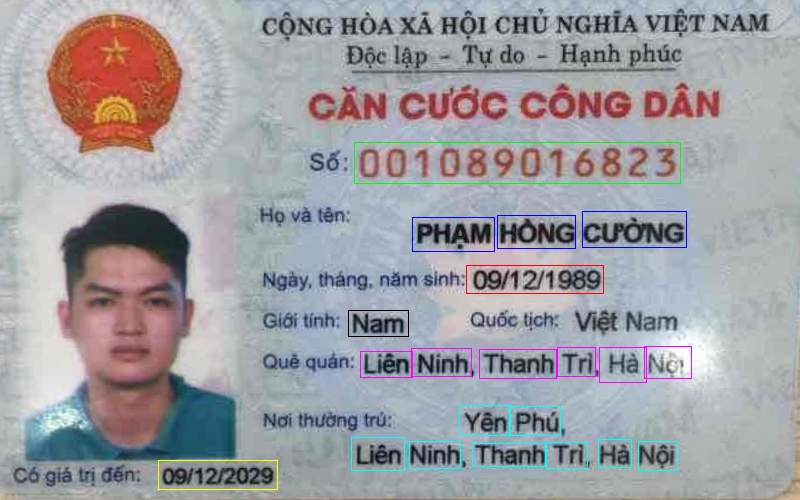 CỘNG HÒA XÃ HỘI CHỦ NGHĨA VIỆT NAM
Độc lập - Tự do - Hạnh phúc
CĂN CƯỚC CÔNG DÂN
Số: 001089016823
Họ và tên:
PHẠM HỒNG CƯỜNG
Ngày, tháng, năm sinh: 09/12/1989
Giới tính: Nam Quốc tịch: Việt Nam
Quê quán: Liên Ninh, Thanh Trì, Hà Nội
Nơi thường trú: Yên Phú,
Liên Ninh, Thanh Trì, Hà Nội
Có giá trị đến: 09/12/2029